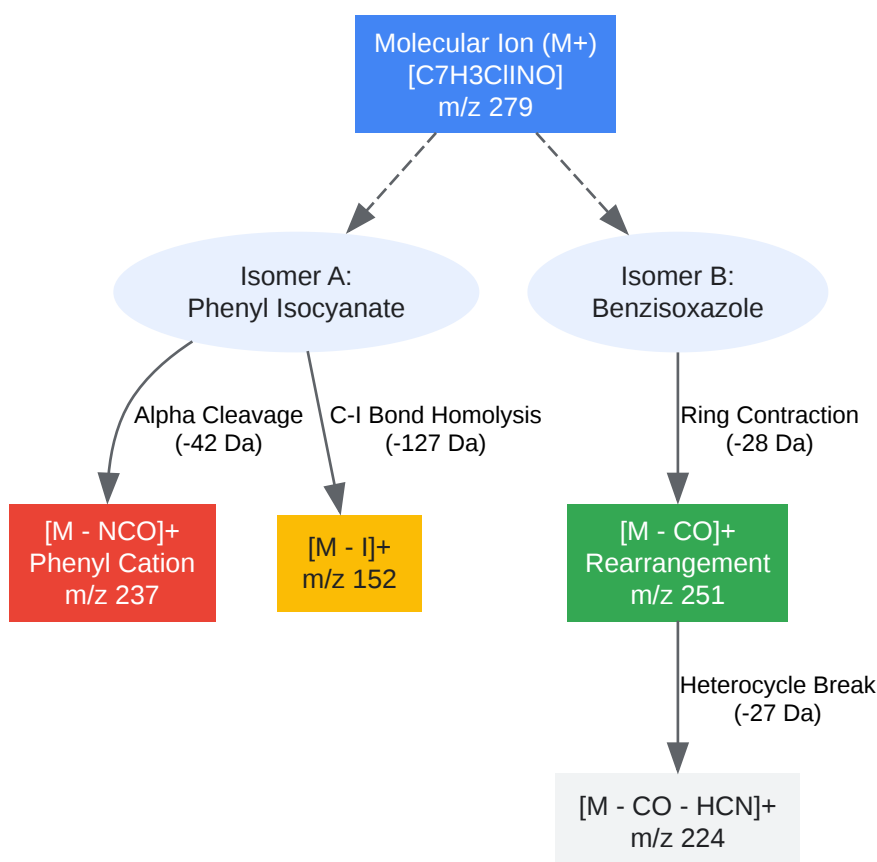 Molecular Ion (M+)
[C7H3ClINO]
m/z 279
Isomer A:
Phenyl Isocyanate
Isomer B:
Benzisoxazole
Alpha Cleavage
(-42 Da)
C-I Bond Homolysis
(-127 Da)
Ring Contraction
(-28 Da)
[M - NCO]+
Phenyl Cation
m/z 237
[M - I]+
m/z 152
[M - CO]+
Rearrangement
m/z 251
Heterocycle Break
(-27 Da)
[M - CO - HCN]+
m/z 224